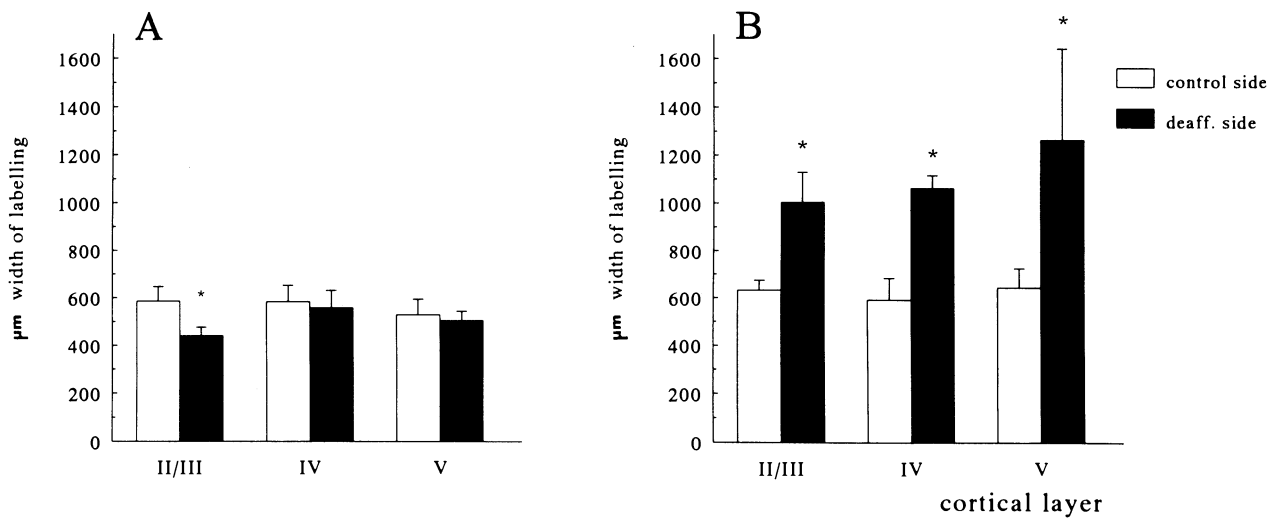 A
1600
1400
1200
1000
800
600
400
200
0
µm width of labelling
*
II/III IV V
B
1600
1400
1200
1000
800
600
400
200
0
µm width of labelling
* * *
II/III IV V
cortical layer
control side
deaff. side